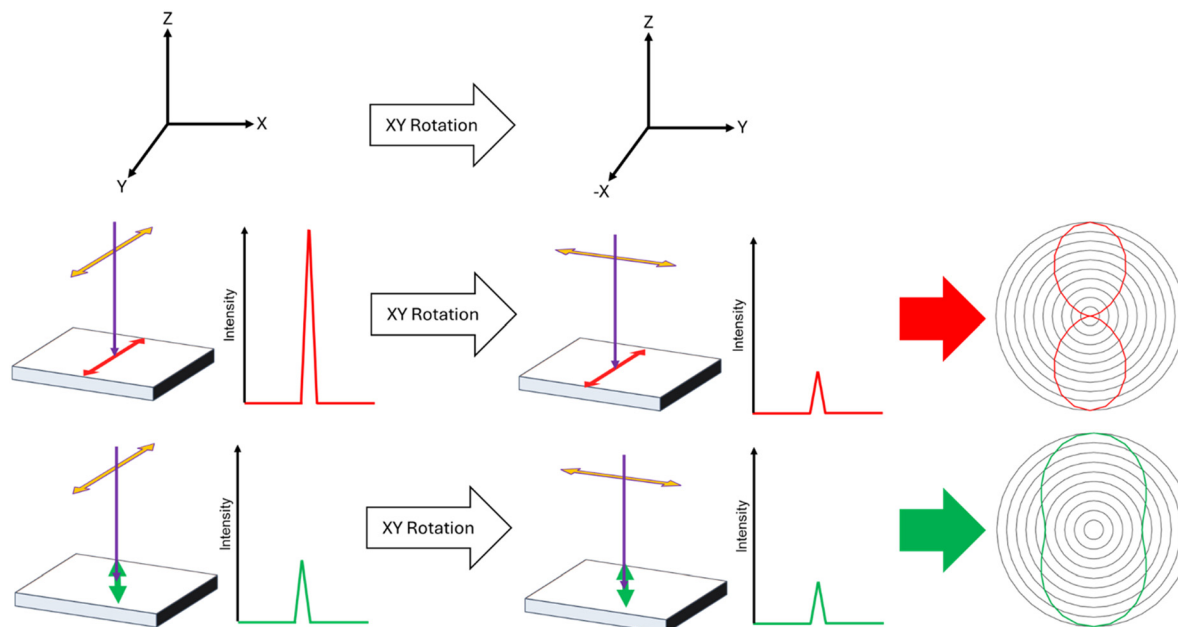 Z
X
Y
XY Rotation
Z
Y
-X
Intensity
XY Rotation
Intensity
Intensity
XY Rotation
Intensity